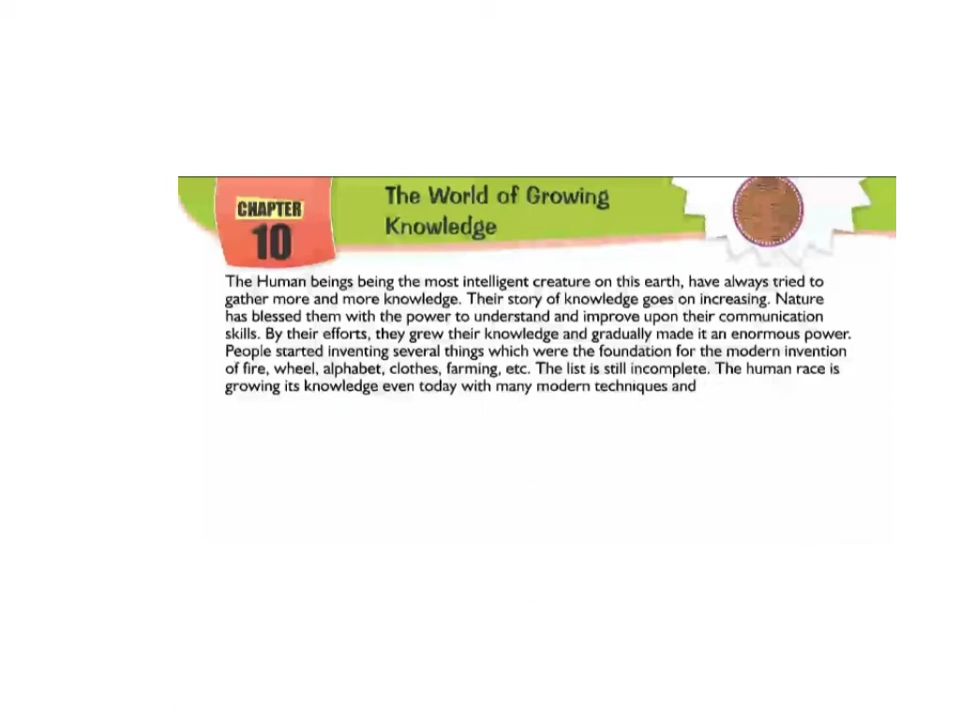 CHAPTER
10
The World of Growing
Knowledge
The Human beings being the most intelligent creature on this earth, have always tried to
gather more and more knowledge. Their story of knowledge goes on increasing. Nature
has blessed them with the power to understand and improve upon their communication
skills. By their efforts, they grew their knowledge and gradually made it an enormous power.
People started inventing several things which were the foundation for the modern invention
of fire, wheel, alphabet, clothes, farming, etc. The list is still incomplete. The human race is
growing its knowledge even today with many modern techniques and